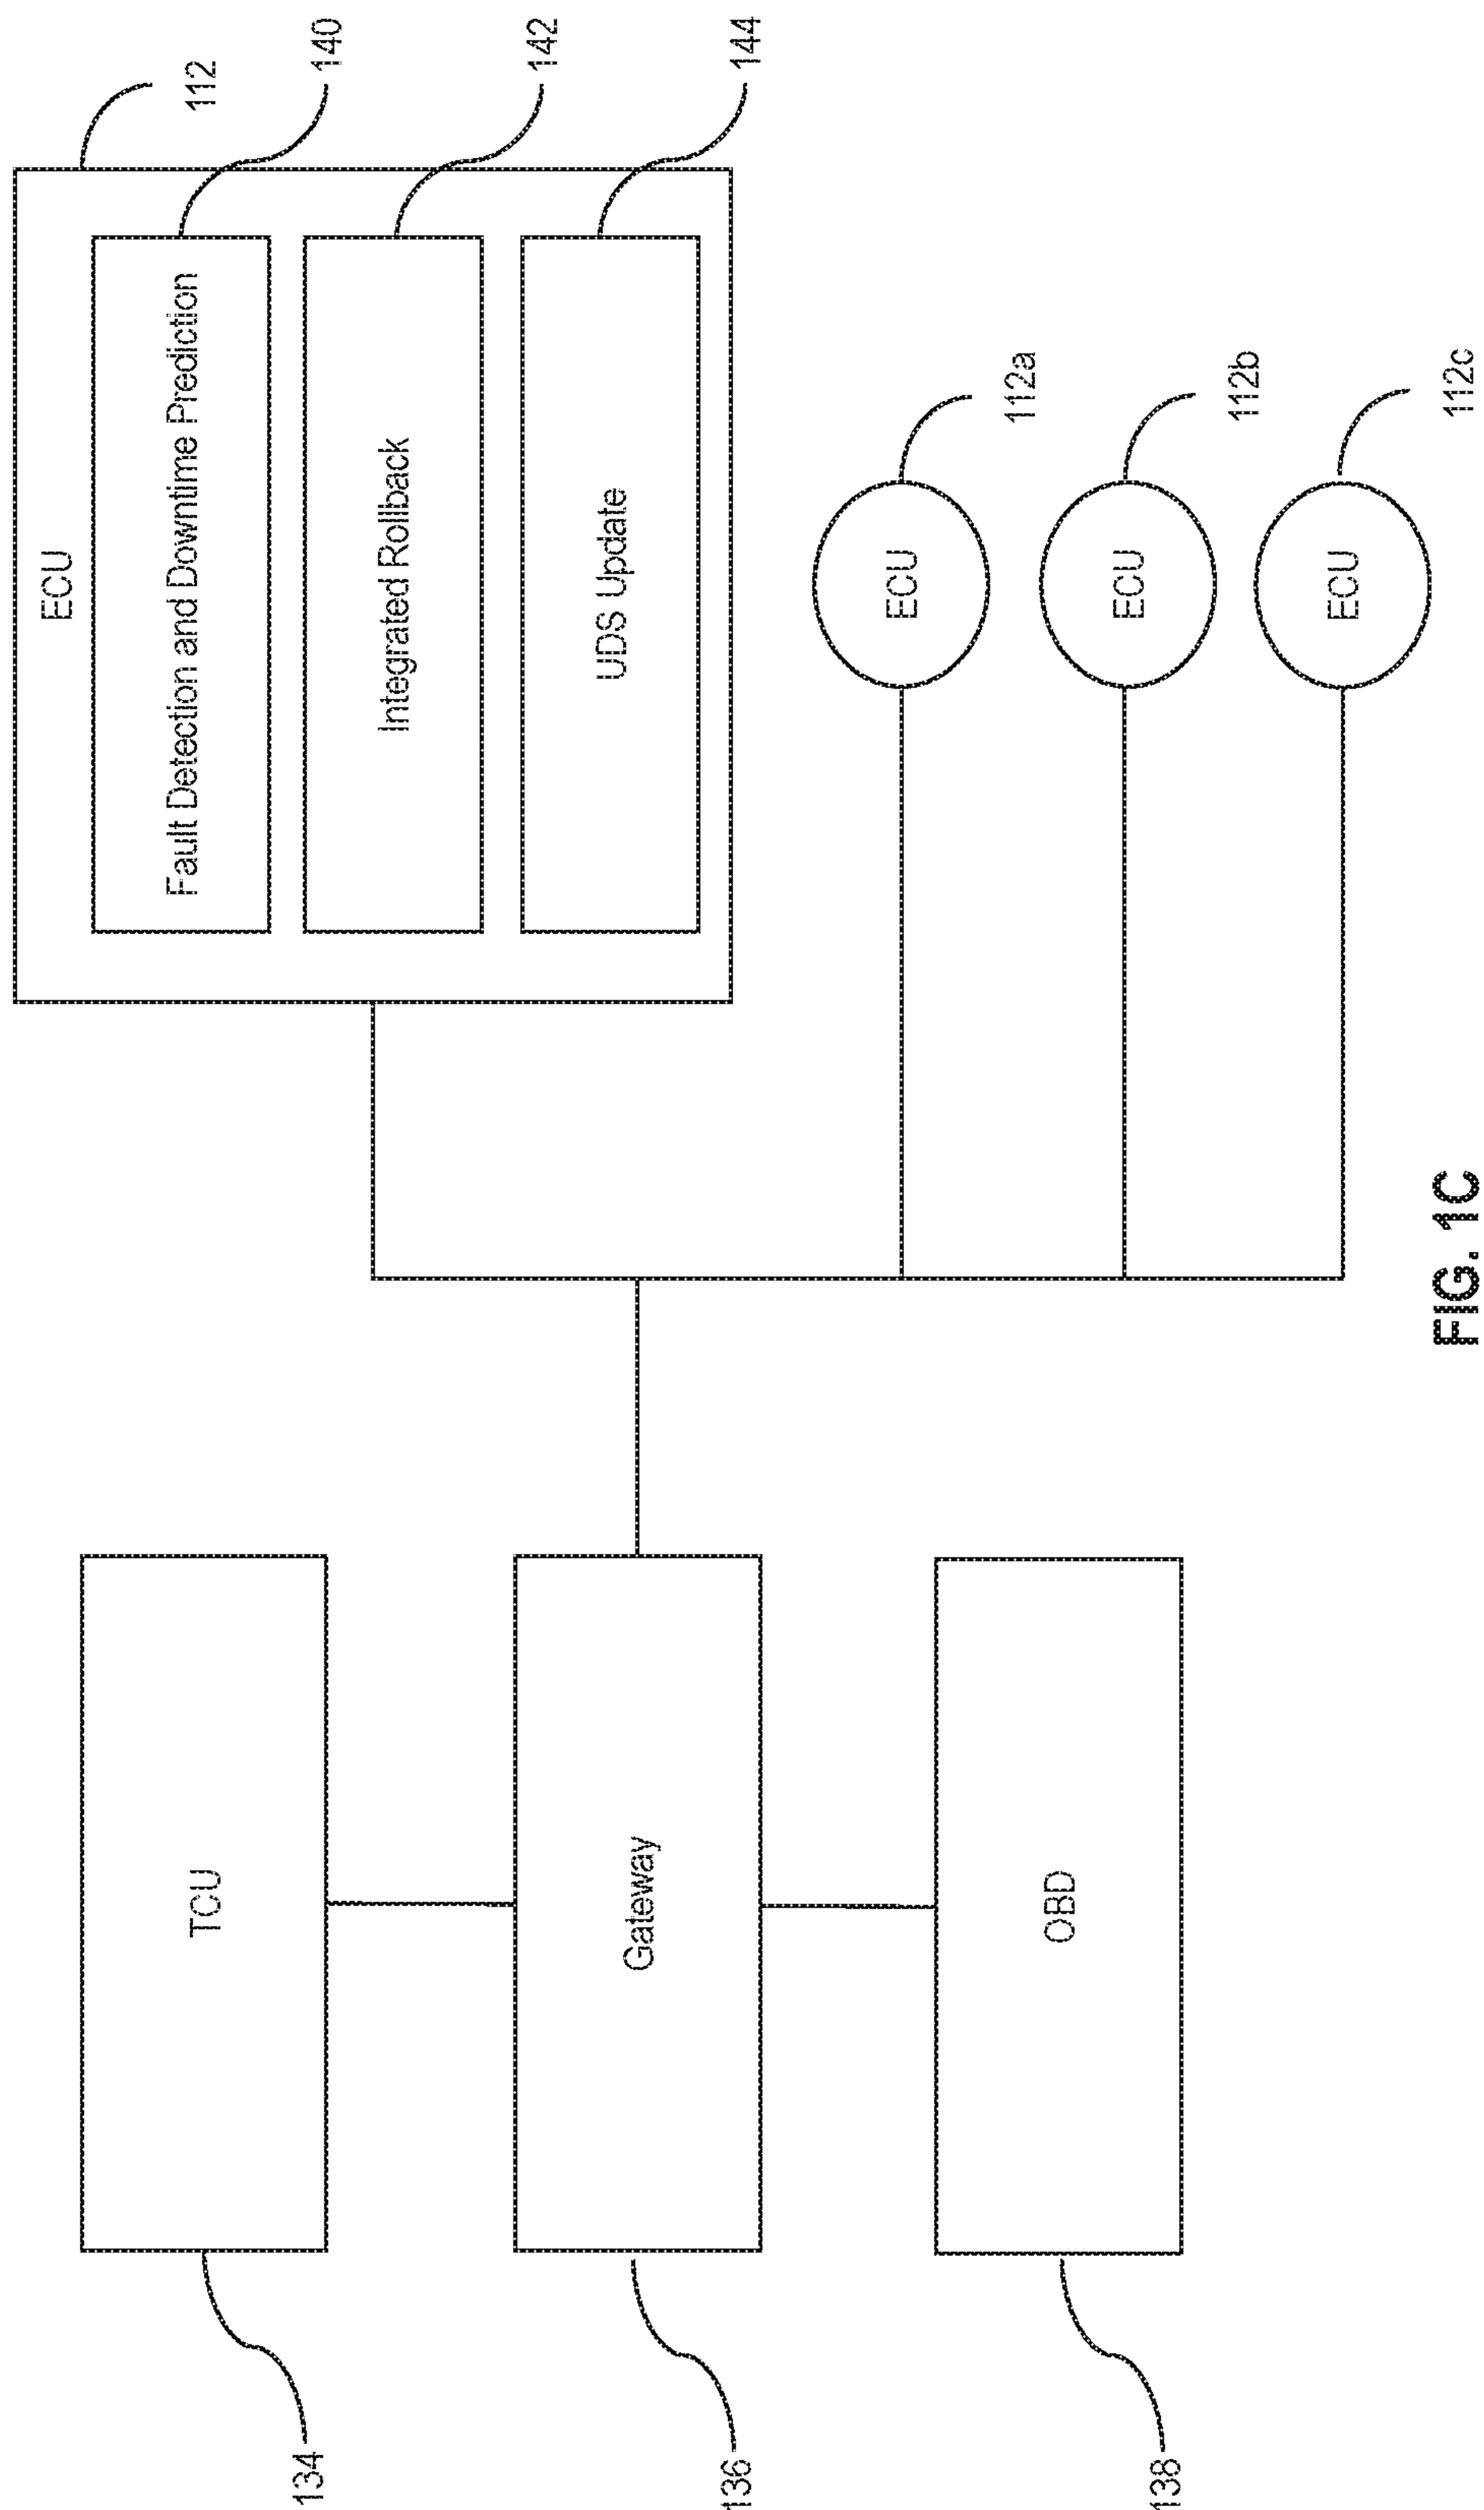 ECU
112
Fault Detection and Downtime Prediction
140
Integrated Rollback
142
UDS Update
144
TCU
134
Gateway
136
OBD
138
ECU
112a
ECU
112b
ECU
112c
FIG. 1C